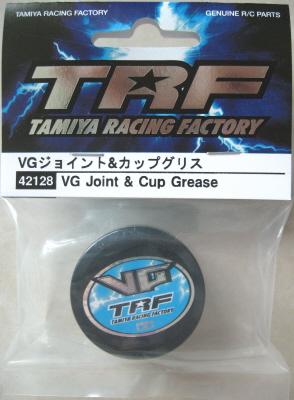 TAMIYA RACING FACTORY
GENUINE R/C PARTS
TRF
TAMIYA RACING FACTORY
VGジョイント&カップグリス
42128 VG Joint & Cup Grease
VG
TRF
TAMIYA RACING FACTORY